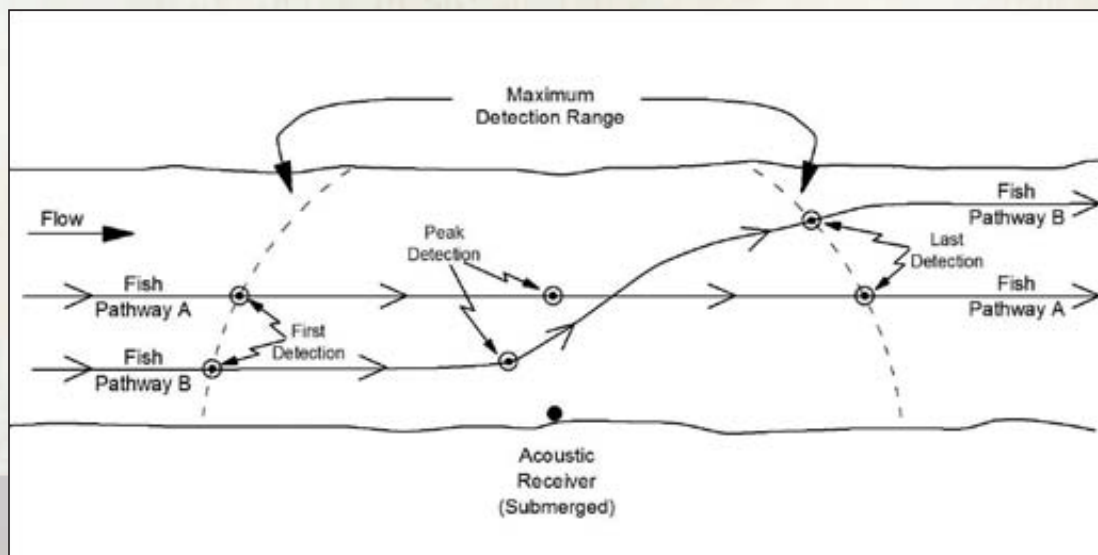 Maximum
Detection Range
Flow
Fish
Pathway B
Peak
Detection
Last
Detection
Fish
Pathway A
First
Detection
Fish
Pathway A
Fish
Pathway B
Acoustic
Receiver
(Submerged)